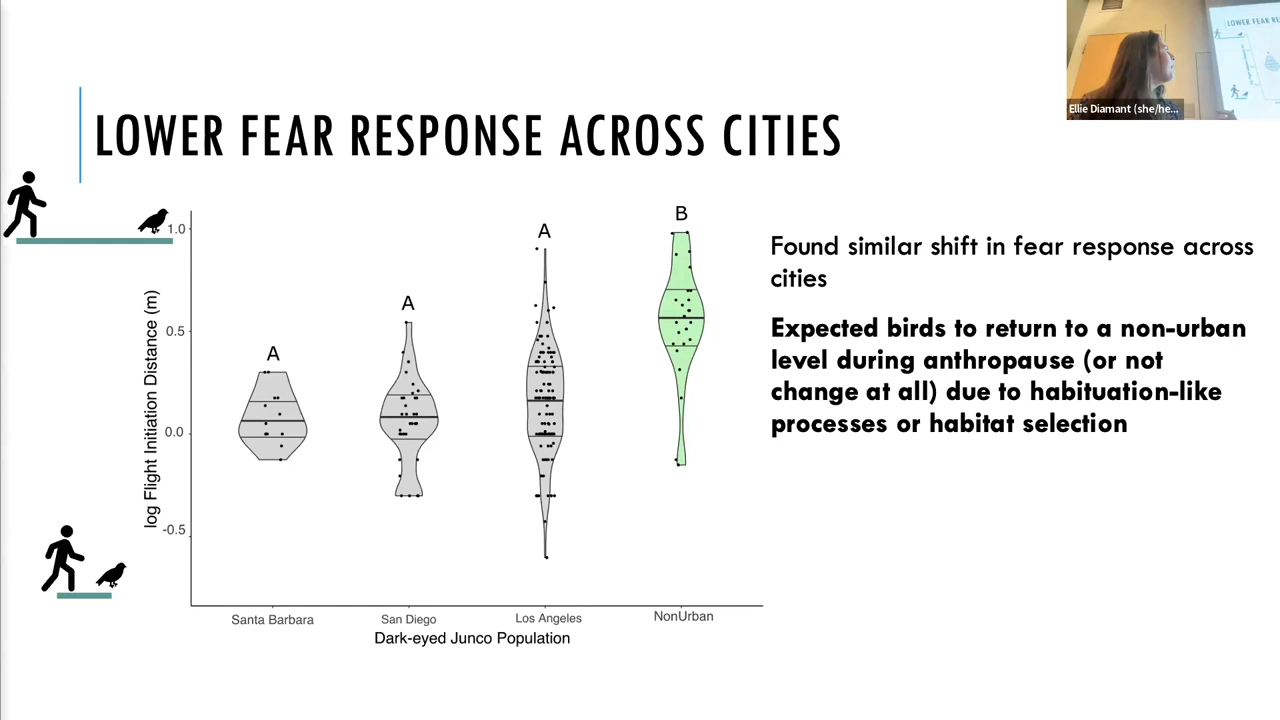 Ellie Diamant (she/he...
LOWER FE
LOWER FEAR RESPONSE ACROSS CITIES
log Flight Initiation Distance (m)
1.0
0.5
0.0
-0.5
A
A
A
B
Santa Barbara
San Diego
Los Angeles
NonUrban
Dark-eyed Junco Population
Found similar shift in fear response across
cities
Expected birds to return to a non-urban
level during anthropause (or not
change at all) due to habituation-like
processes or habitat selection